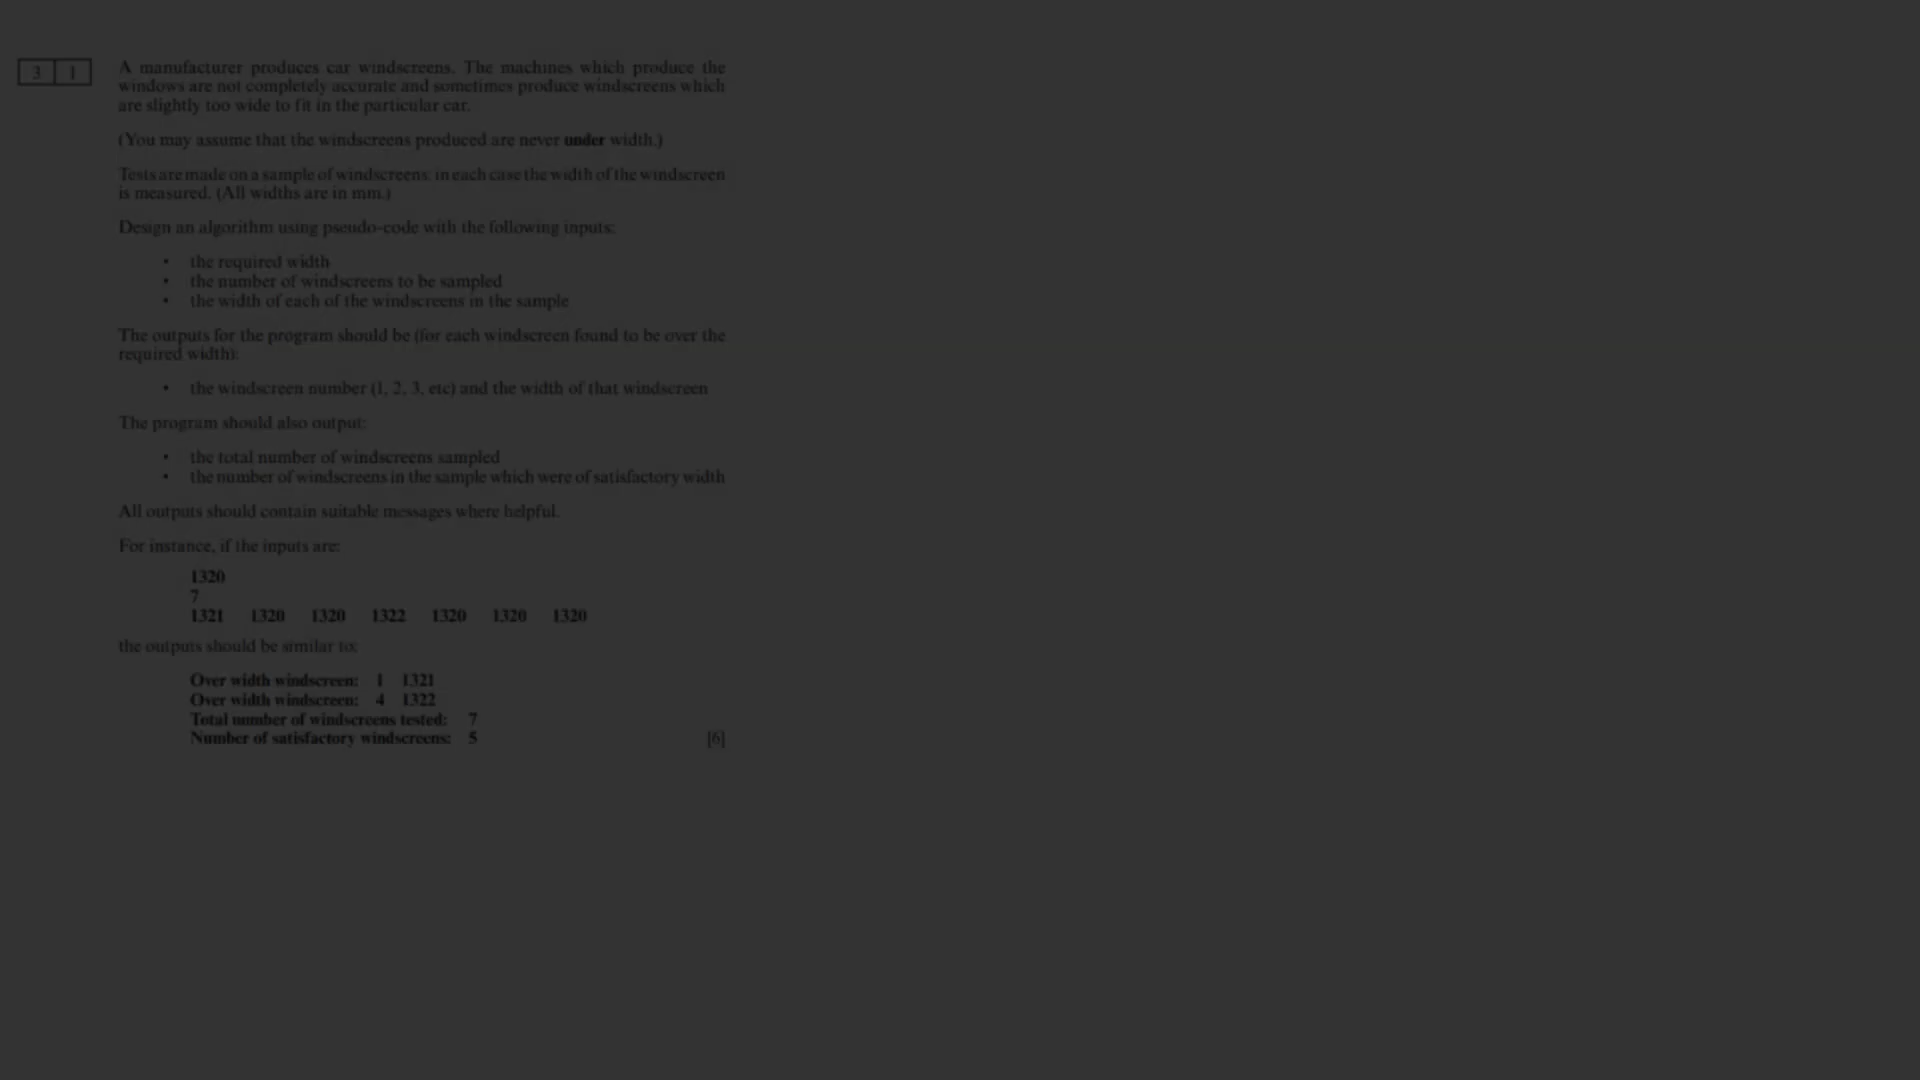 3 1 A manufacturer produces car windscreens. The machines which produce the
windows are not completely accurate and sometimes produce windscreens which
are slightly too wide to fit in the particular car.
(You may assume that the windscreens produced are never under width.)
Tests are made on a sample of windscreens: in each case the width of the windscreen
is measured. (All widths are in mm.)
Design an algorithm using pseudo-code with the following inputs:
• the required width
• the number of windscreens to be sampled
• the width of each of the windscreens in the sample
The outputs for the program should be (for each windscreen found to be over the
required width):
• the windscreen number (1, 2, 3, etc) and the width of that windscreen
The program should also output:
• the total number of windscreens sampled
• the number of windscreens in the sample which were of satisfactory width
All outputs should contain suitable messages where helpful.
For instance, if the inputs are:
1320
7
1321 1320 1320 1322 1320 1320 1320
the outputs should be similar to:
Over width windscreen: 1 1321
Over width windscreen: 4 1322
Total number of windscreens tested: 7
Number of satisfactory windscreens: 5 [6]